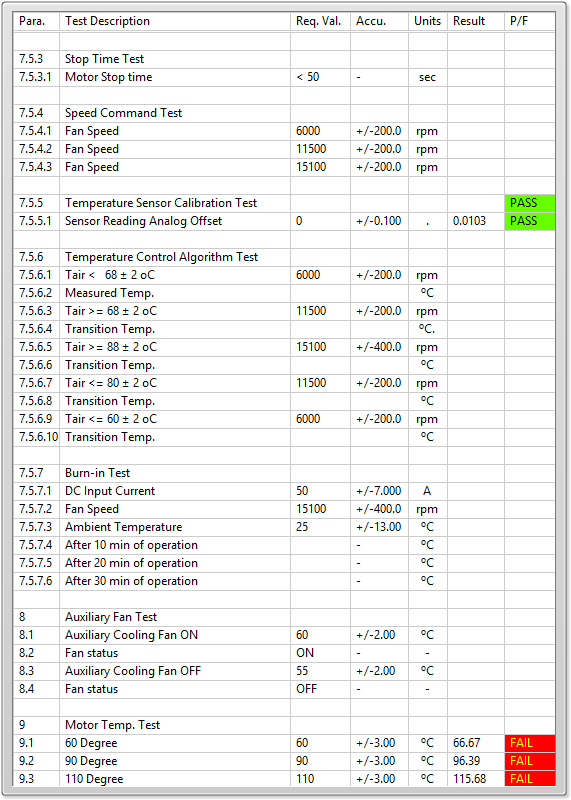 Para. Test Description Req. Val. Accu. Units Result P/F
7.5.3 Stop Time Test
7.5.3.1 Motor Stop time < 50 - sec
7.5.4 Speed Command Test
7.5.4.1 Fan Speed 6000 +/-200.0 rpm
7.5.4.2 Fan Speed 11500 +/-200.0 rpm
7.5.4.3 Fan Speed 15100 +/-200.0 rpm
7.5.5 Temperature Sensor Calibration Test PASS
7.5.5.1 Sensor Reading Analog Offset 0 +/-0.100 . 0.0103 PASS
7.5.6 Temperature Control Algorithm Test
7.5.6.1 Tair < 68 ± 2 oC 6000 +/-200.0 rpm
7.5.6.2 Measured Temp. ºC
7.5.6.3 Tair >= 68 ± 2 oC 11500 +/-200.0 rpm
7.5.6.4 Transition Temp. ºC.
7.5.6.5 Tair >= 88 ± 2 oC 15100 +/-400.0 rpm
7.5.6.6 Transition Temp. ºC
7.5.6.7 Tair <= 80 ± 2 oC 11500 +/-200.0 rpm
7.5.6.8 Transition Temp. ºC
7.5.6.9 Tair <= 60 ± 2 oC 6000 +/-200.0 rpm
7.5.6.10 Transition Temp. ºC
7.5.7 Burn-in Test
7.5.7.1 DC Input Current 50 +/-7.000 A
7.5.7.2 Fan Speed 15100 +/-400.0 rpm
7.5.7.3 Ambient Temperature 25 +/-13.00 ºC
7.5.7.4 After 10 min of operation - ºC
7.5.7.5 After 20 min of operation - ºC
7.5.7.6 After 30 min of operation - ºC
8 Auxiliary Fan Test
8.1 Auxiliary Cooling Fan ON 60 +/-2.00 ºC
8.2 Fan status ON - -
8.3 Auxiliary Cooling Fan OFF 55 +/-2.00 ºC
8.4 Fan status OFF - -
9 Motor Temp. Test
9.1 60 Degree 60 +/-3.00 ºC 66.67 FAIL
9.2 90 Degree 90 +/-3.00 ºC 96.39 FAIL
9.3 110 Degree 110 +/-3.00 ºC 115.68 FAIL